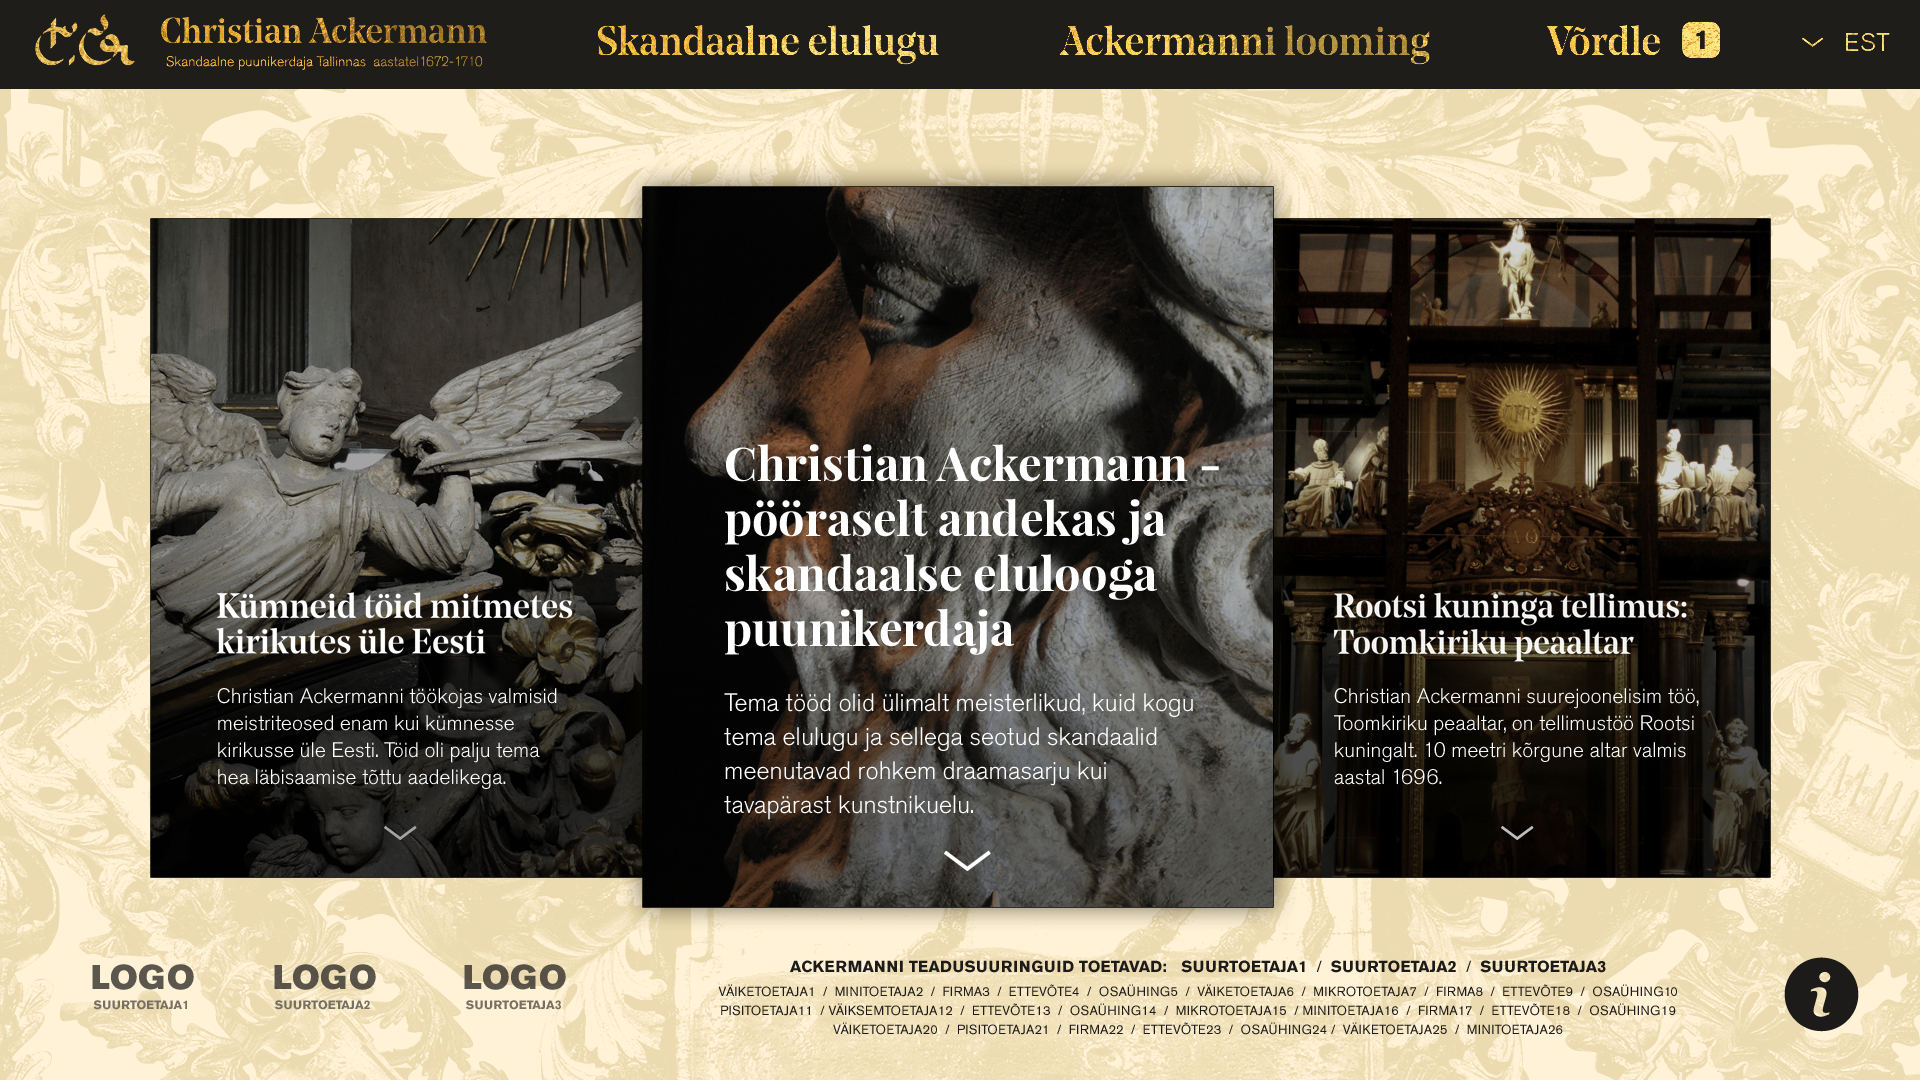 Christian Ackermann
Skandaalne puunikerdaja Tallinnas aastatel 1672-1710
Skandaalne elulugu
Ackermanni looming
Võrdle 1
EST
Kümneid töid mitmetes
kirikutes üle Eesti
Christian Ackermanni töökojas valmisid
meistriteosed enam kui kümnesse
kirikusse üle Eesti. Töid oli palju tema
hea läbisaamise tõttu aadelikega.
Christian Ackermann -
pööraselt andekas ja
skandaalse elulooga
puunikerdaja
Tema tööd olid ülimalt meisterlikud, kuid kogu
tema elulugu ja sellega seotud skandaalid
meenutavad rohkem draamasarju kui
tavapärast kunstnikuelu.
Rootsi kuninga tellimus:
Toomkiriku peaaltar
Christian Ackermanni suurejoonelisim töö,
Toomkiriku peaaltar, on tellimustöö Rootsi
kuningalt. 10 meetri kõrgune altar valmis
aastal 1696.
LOGO
SUURTOETAJA1
LOGO
SUURTOETAJA2
LOGO
SUURTOETAJA3
ACKERMANNI TEADUSUURINGUID TOETAVAD: SUURTOETAJA1 / SUURTOETAJA2 / SUURTOETAJA3
VÄIKETOETAJA1 / MINITOETAJA2 / FIRMA3 / ETTEVÕTE4 / OSAÜHING5 / VÄIKETOETAJA6 / MIKROTOETAJA7 / FIRMA8 / ETTEVÕTE9 / OSAÜHING10
PISITOETAJA11 / VÄIKSEMTOETAJA12 / ETTEVÕTE13 / OSAÜHING14 / MIKROTOETAJA15 / MINITOETAJA16 / FIRMA17 / ETTEVÕTE18 / OSAÜHING19
VÄIKETOETAJA20 / PISITOETAJA21 / FIRMA22 / ETTEVÕTE23 / OSAÜHING24 / VÄIKETOETAJA25 / MINITOETAJA26
i